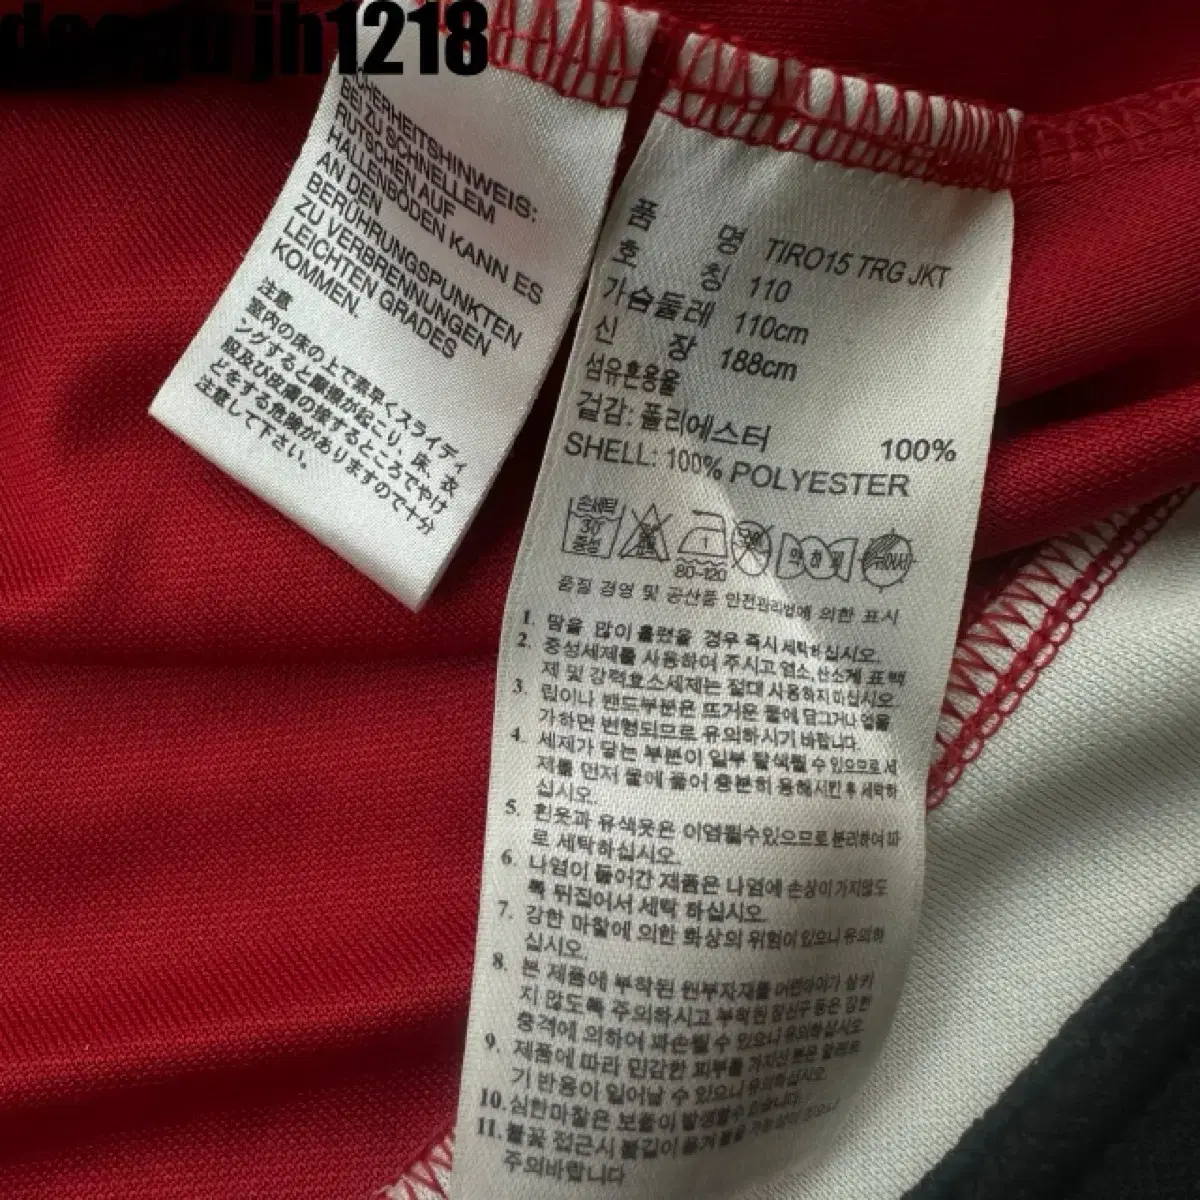 jh1218
SICHERHEITSHINWEIS:
BEI ZU SCHNELLEM
RUTSCHEN AUF
HALLENBÖDEN KANN ES
AN DEN
BERÜHRUNGSPUNKTEN
ZU VERBRENNUNGEN
LEICHTEN GRADES
KOMMEN.
注意
室内の床の上で素早くスライディ
ングすると摩擦が起こり、床、衣
服及び皮膚の接するところでやけ
どをする危険がありますので十分
注意して下さい。
품 명 TIRO15 TRG JKT
호 칭 110
가슴둘레 110cm
신 장 188cm
섬유혼용율
겉감: 폴리에스터 100%
SHELL: 100% POLYESTER
손세탁
30°
중성
1
80-120
약하게
품질 경영 및 공산품 안전관리법에 의한 표시
1. 땀을 많이 흘렸을 경우 즉시 세탁하십시오.
2. 중성세제를 사용하여 주시고 염소,산소계 표백
제 및 강력효소세제는 절대 사용하지마십시오
3. 립이나 밴드부분은 뜨거운 물에 담그거나 열을
가하면 변형되므로 유의하시기 바랍니다.
4. 세제가 닿는 부분이 일부 탈색될 수 있으므로 세
제를 먼저 물에 풀어 충분히 용해시킨 후 세탁하
십시오.
5. 흰옷과 유색옷은 이염될수있으므로 분리하여 따
로 세탁하십시오.
6. 나염이 들어간 제품은 나염에 손상이 가지않도
록 뒤집어서 세탁 하십시오.
7. 강한 마찰에 의한 화상의 위험이 있으니 유의하
십시오.
8. 본 제품에 부착된 원부자재를 어린아이가 삼키
지 않도록 주의하시고 부착된 장신구 등은 강한
충격에 의하여 파손될 수 있으니 유의하십시오
9. 제품에 따라 민감한 피부를 가지신 분은 알레르
기 반응이 일어날 수 있으니 유의하십시오
10. 심한마찰은 보풀이 발생할수 있습니다.
11. 불꽃 접근시 불길이 옮겨 붙을 가능성이 있으니
주의바랍니다